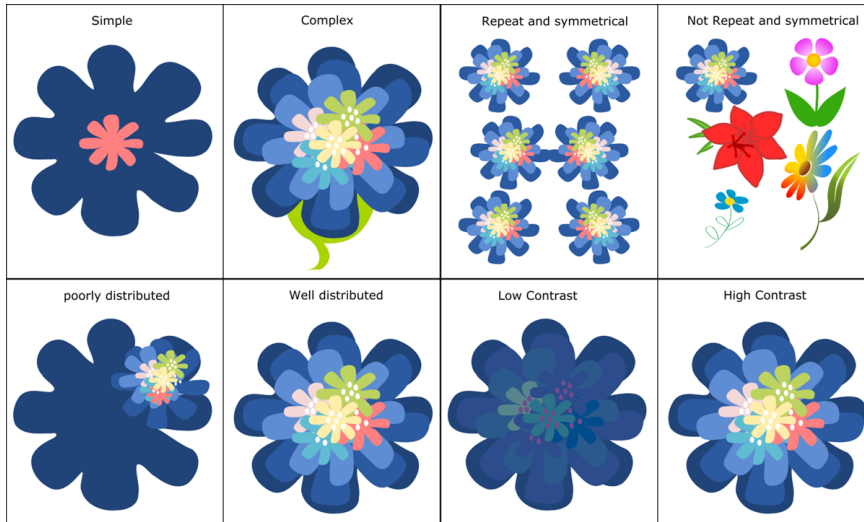 Simple
Complex
Repeat and symmetrical
Not Repeat and symmetrical
poorly distributed
Well distributed
Low Contrast
High Contrast